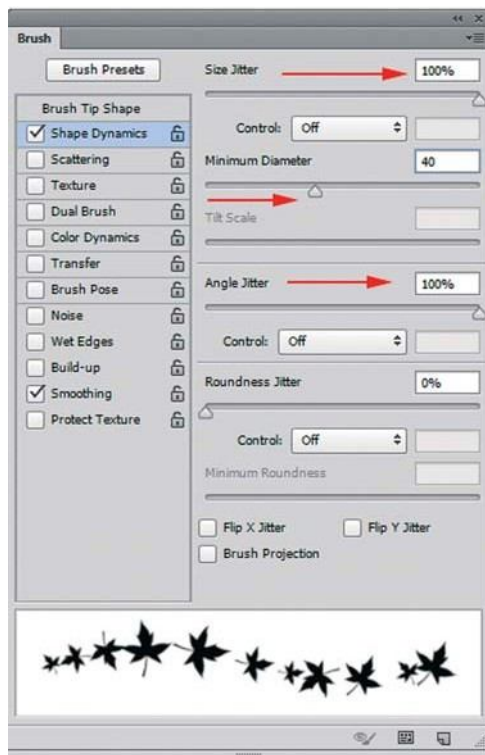 Brush
Brush Presets
Brush Tip Shape
Shape Dynamics
Scattering
Texture
Dual Brush
Color Dynamics
Transfer
Brush Pose
Noise
Wet Edges
Build-up
Smoothing
Protect Texture
Size Jitter 100%
Control: Off
Minimum Diameter 40
Tilt Scale
Angle Jitter 100%
Control: Off
Roundness Jitter 0%
Control: Off
Minimum Roundness
Flip X Jitter Flip Y Jitter
Brush Projection